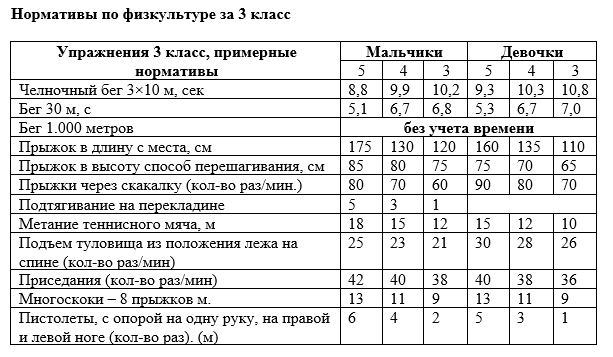 Нормативы по физкультуре за 3 класс
Упражнения 3 класс, примерные нормативы Мальчики Девочки
5 4 3 5 4 3
Челночный бег 3×10 м, сек 8,8 9,9 10,2 9,3 10,3 10,8
Бег 30 м, с 5,1 6,7 6,8 5,3 6,7 7,0
Бег 1.000 метров без учета времени
Прыжок в длину с места, см 175 130 120 160 135 110
Прыжок в высоту способ перешагивания, см 85 80 75 75 70 65
Прыжки через скакалку (кол-во раз/мин.) 80 70 60 90 80 70
Подтягивание на перекладине 5 3 1
Метание теннисного мяча, м 18 15 12 15 12 10
Подъем туловища из положения лежа на
спине (кол-во раз/мин) 25 23 21 30 28 26
Приседания (кол-во раз/мин) 42 40 38 40 38 36
Многоскоки – 8 прыжков м. 13 11 9 13 11 9
Пистолеты, с опорой на одну руку, на правой
и левой ноге (кол-во раз). (м) 6 4 2 5 3 1